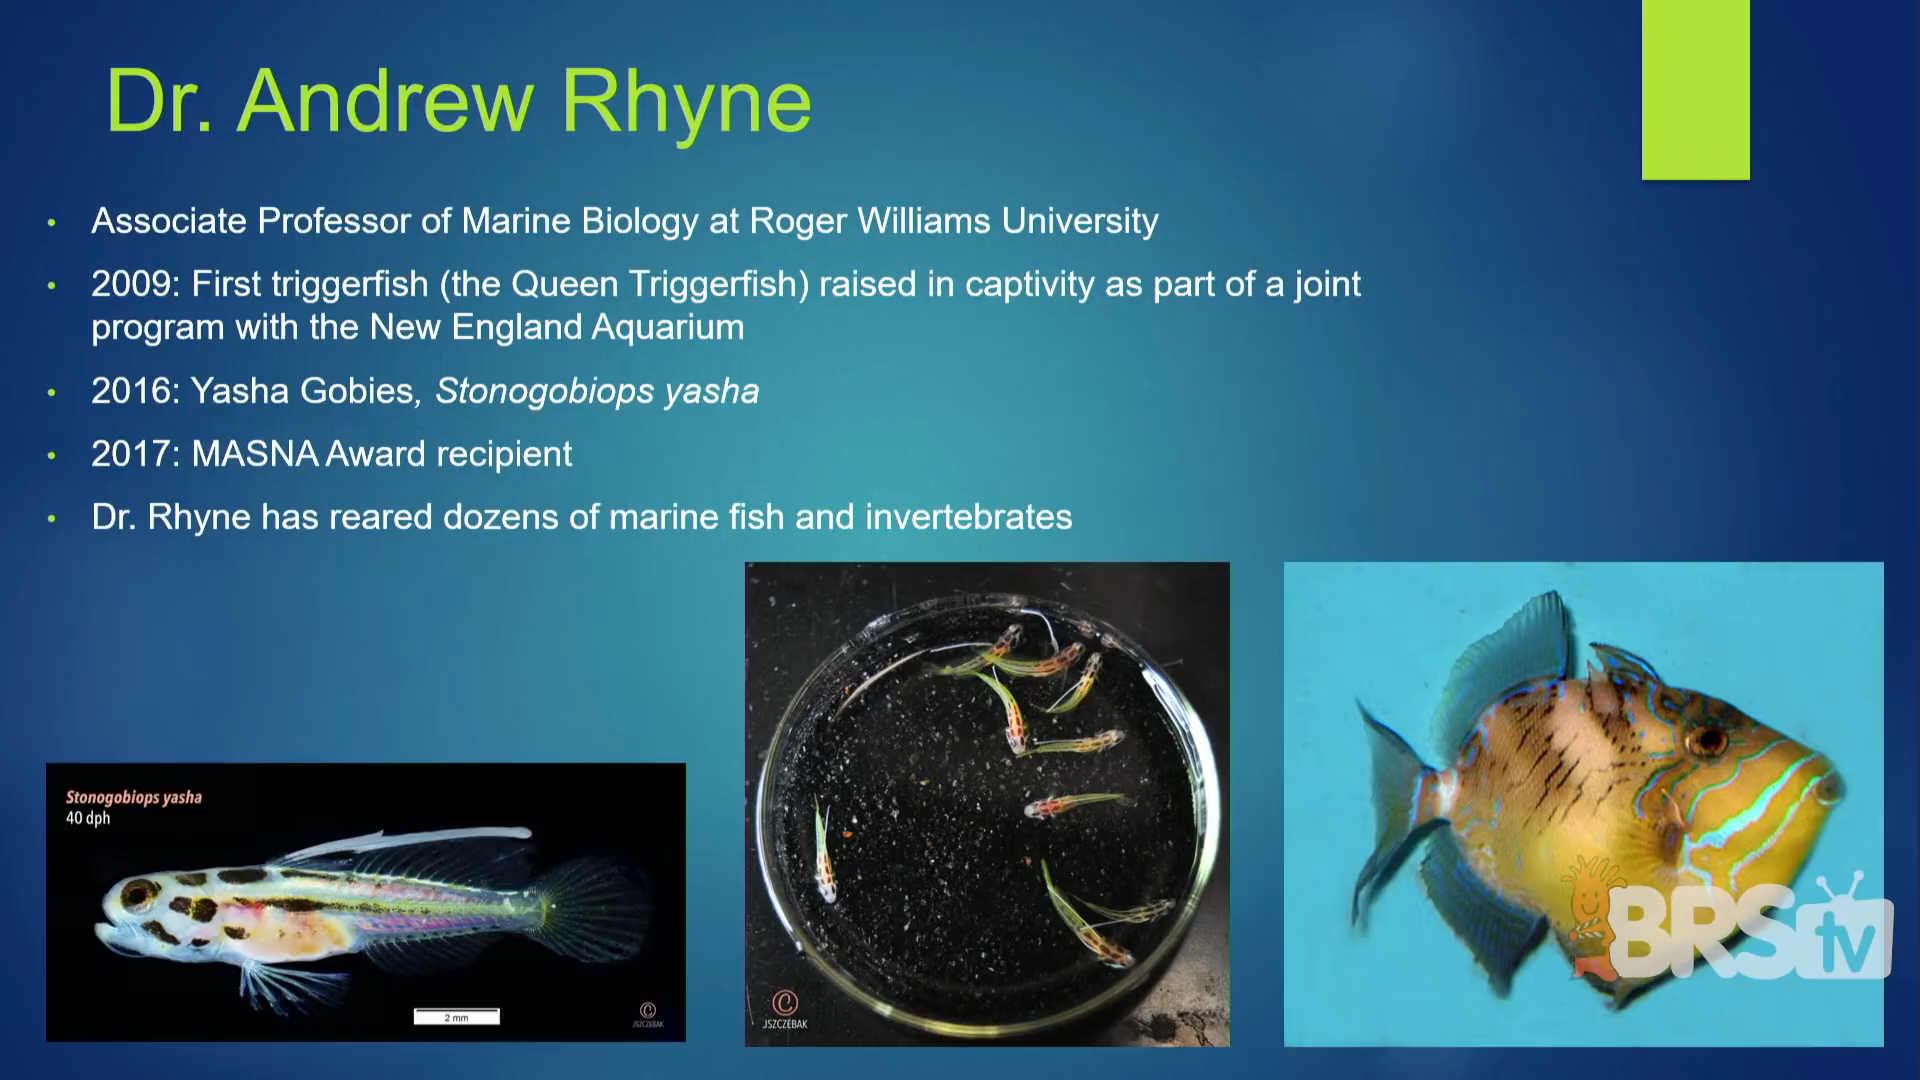 Dr. Andrew Rhyne
• Associate Professor of Marine Biology at Roger Williams University
• 2009: First triggerfish (the Queen Triggerfish) raised in captivity as part of a joint
program with the New England Aquarium
• 2016: Yasha Gobies, Stonogobiops yasha
• 2017: MASNA Award recipient
• Dr. Rhyne has reared dozens of marine fish and invertebrates
Stonogobiops yasha
40 dph
2 mm
C
JSZCZEBAK
C
JSZCZEBAK
BRS tv